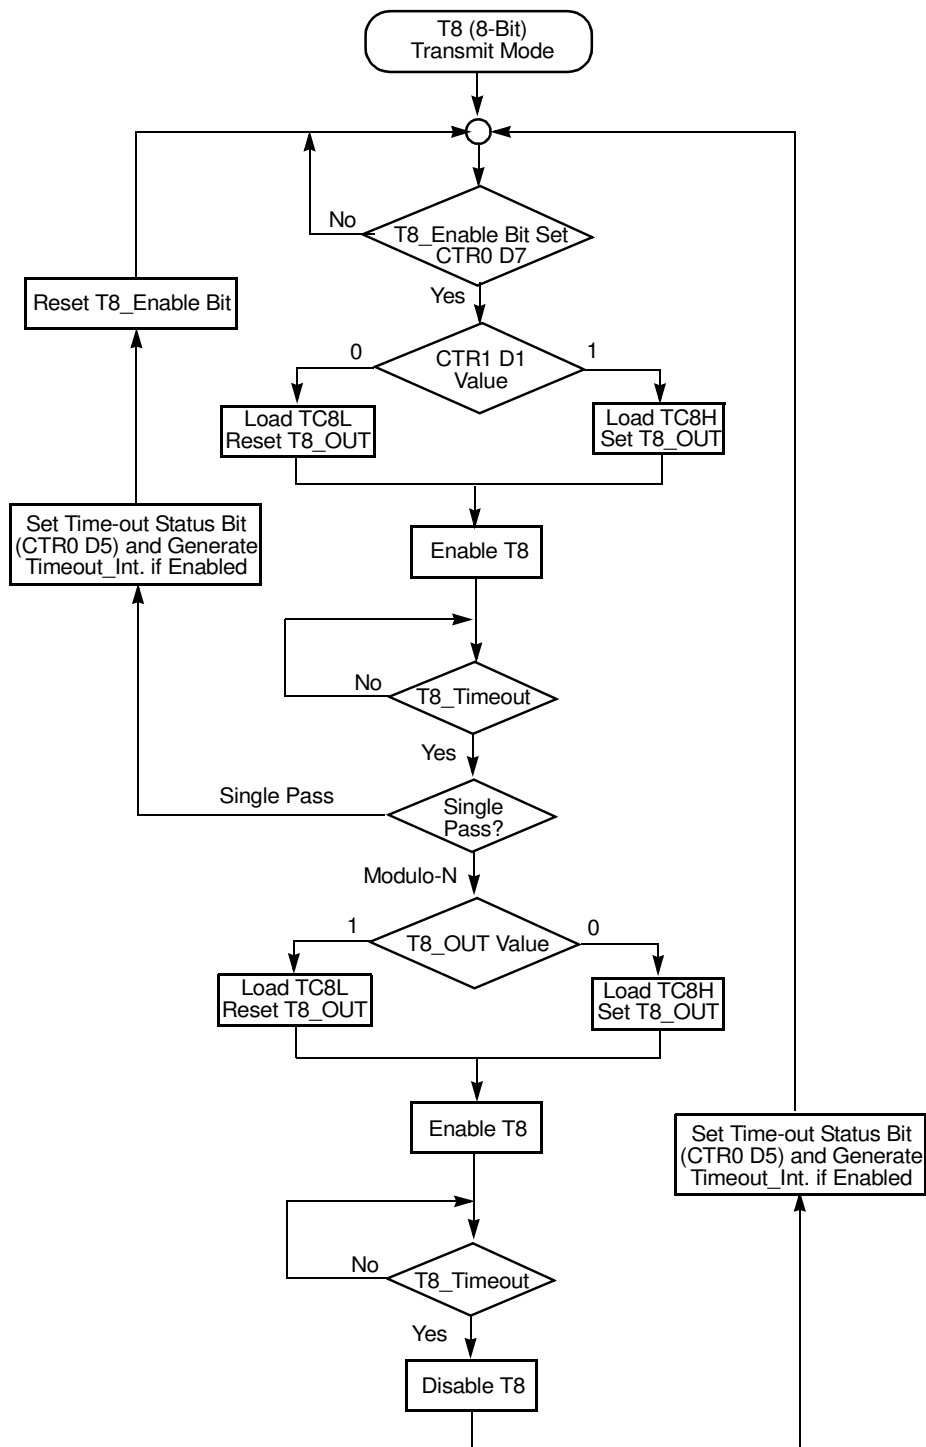 T8 (8-Bit)
Transmit Mode
No
T8_Enable Bit Set
CTR0 D7
Yes
Reset T8_Enable Bit
0
CTR1 D1
Value
1
Load TC8L
Reset T8_OUT
Load TC8H
Set T8_OUT
Set Time-out Status Bit
(CTR0 D5) and Generate
Timeout_Int. if Enabled
Enable T8
No
T8_Timeout
Yes
Single Pass
Single
Pass?
Modulo-N
1
T8_OUT Value
0
Load TC8L
Reset T8_OUT
Load TC8H
Set T8_OUT
Enable T8
Set Time-out Status Bit
(CTR0 D5) and Generate
Timeout_Int. if Enabled
No
T8_Timeout
Yes
Disable T8